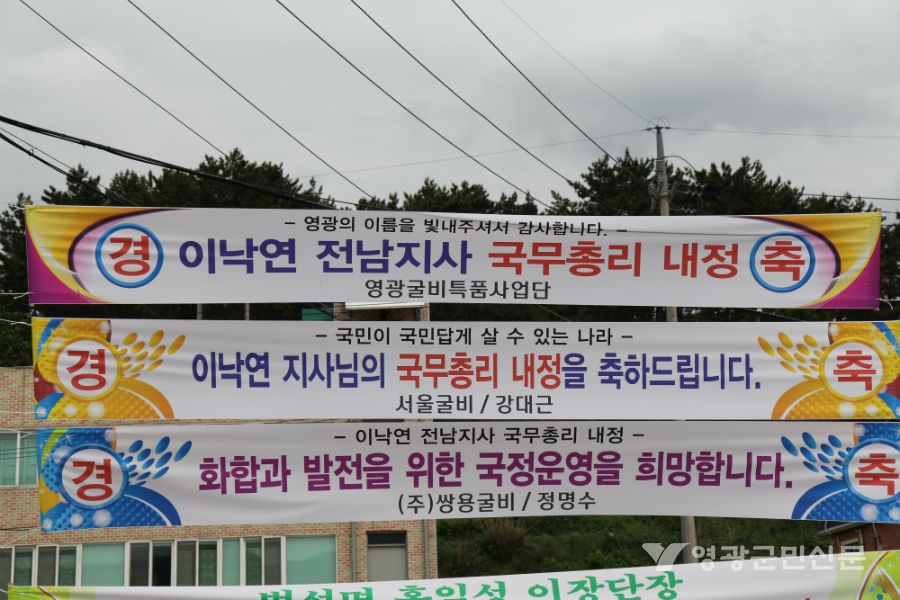 - 영광의 이름을 빛내주셔서 감사합니다. -
경 이낙연 전남지사 국무총리 내정 축
영광굴비특품사업단
- 국민이 국민답게 살 수 있는 나라 -
경 이낙연 지사님의 국무총리 내정을 축하드립니다. 축
서울굴비 / 강대근
- 이낙연 전남지사 국무총리 내정 -
경 화합과 발전을 위한 국정운영을 희망합니다. 축
(주)쌍용굴비 / 정명수
영광군민신문
이장단장